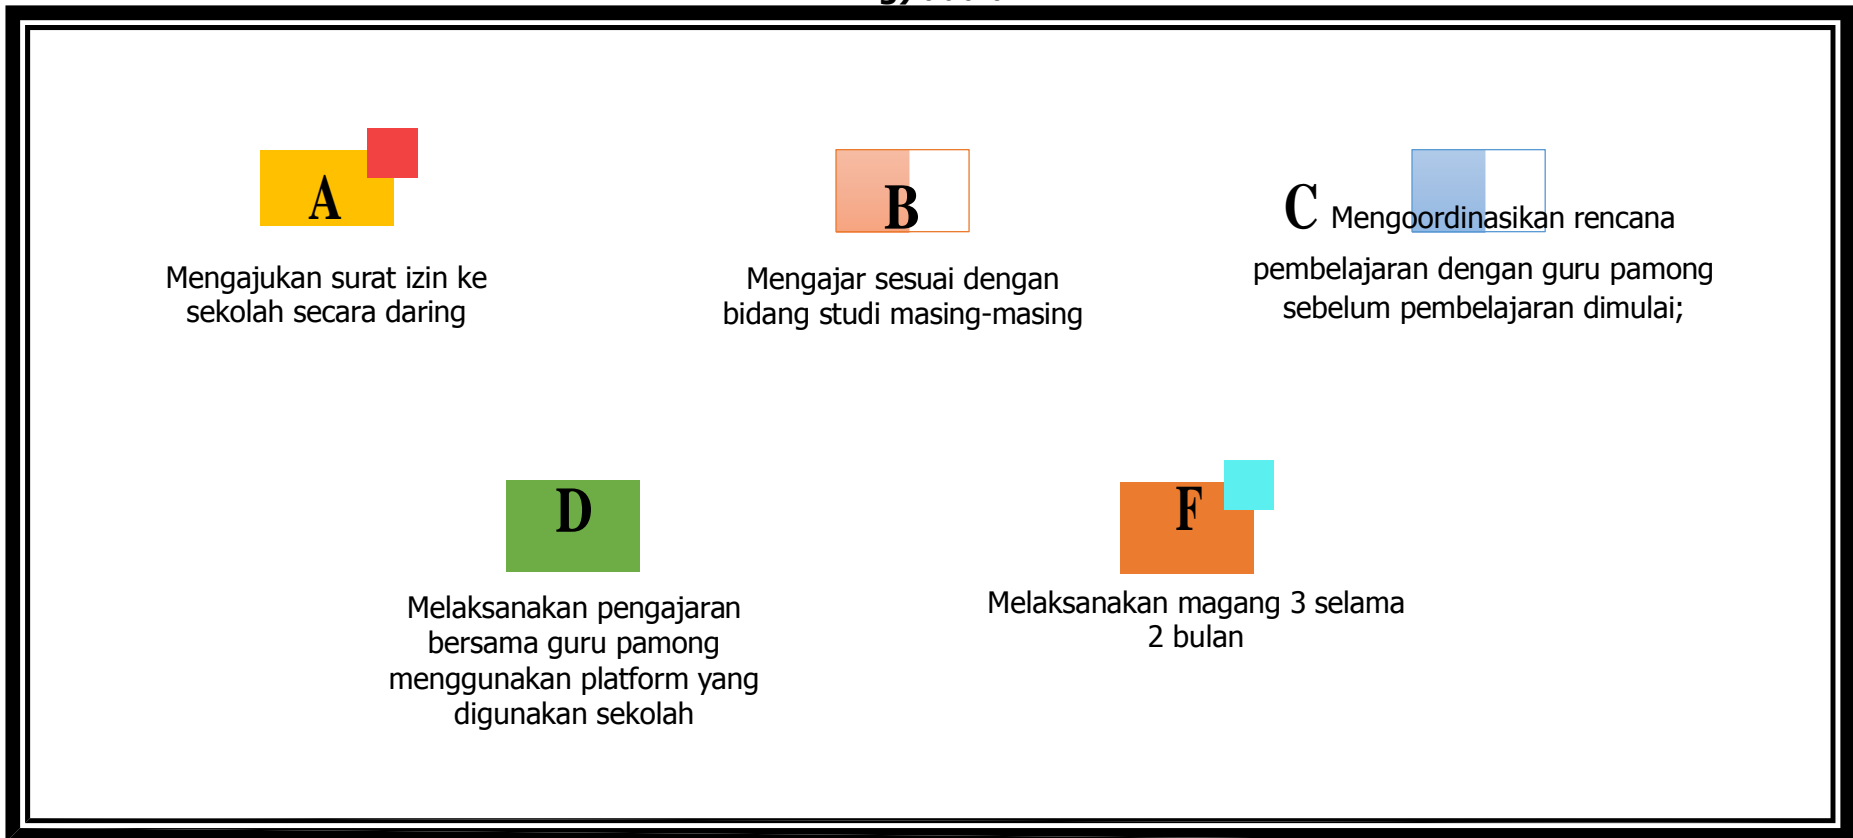 A
Mengajukan surat izin ke
sekolah secara daring
B
Mengajar sesuai dengan
bidang studi masing-masing
C Mengoordinasikan rencana
pembelajaran dengan guru pamong
sebelum pembelajaran dimulai;
D
Melaksanakan pengajaran
bersama guru pamong
menggunakan platform yang
digunakan sekolah
F
Melaksanakan magang 3 selama
2 bulan